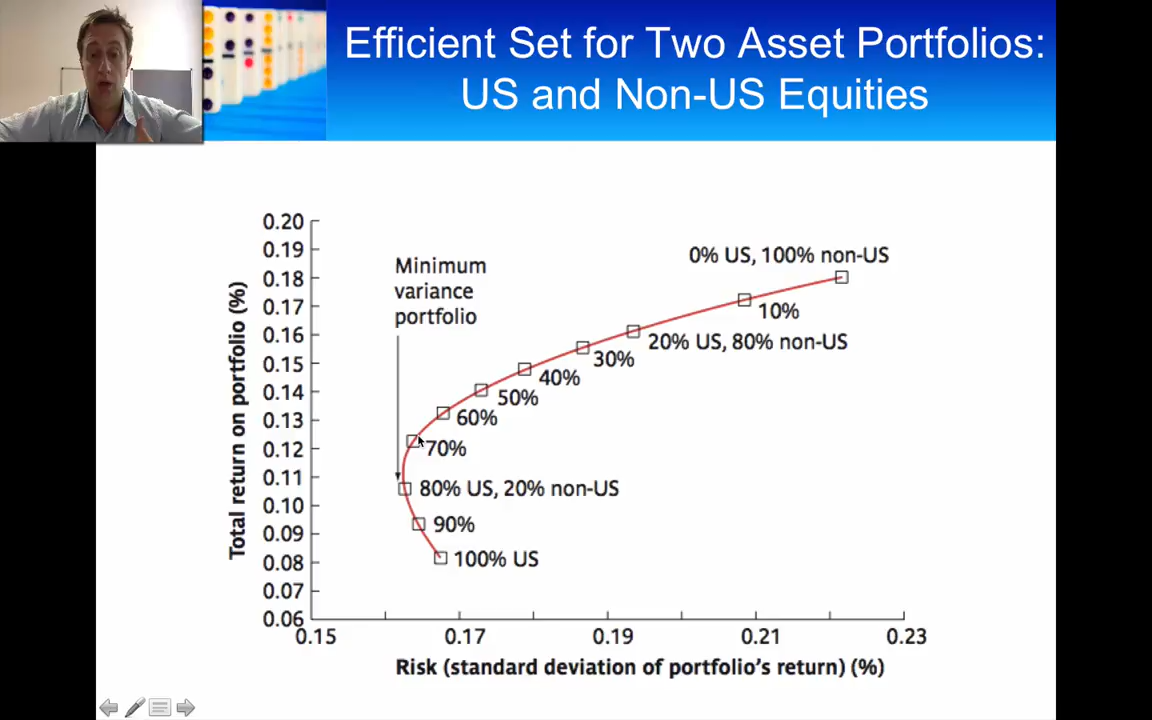 Efficient Set for Two Asset Portfolios:
US and Non-US Equities
Total return on portfolio (%)
0.20
0.19
0.18
0.17
0.16
0.15
0.14
0.13
0.12
0.11
0.10
0.09
0.08
0.07
0.06
Minimum
variance
portfolio
0% US, 100% non-US
10%
20% US, 80% non-US
30%
40%
50%
60%
70%
80% US, 20% non-US
90%
100% US
0.15 0.17 0.19 0.21 0.23
Risk (standard deviation of portfolio's return) (%)